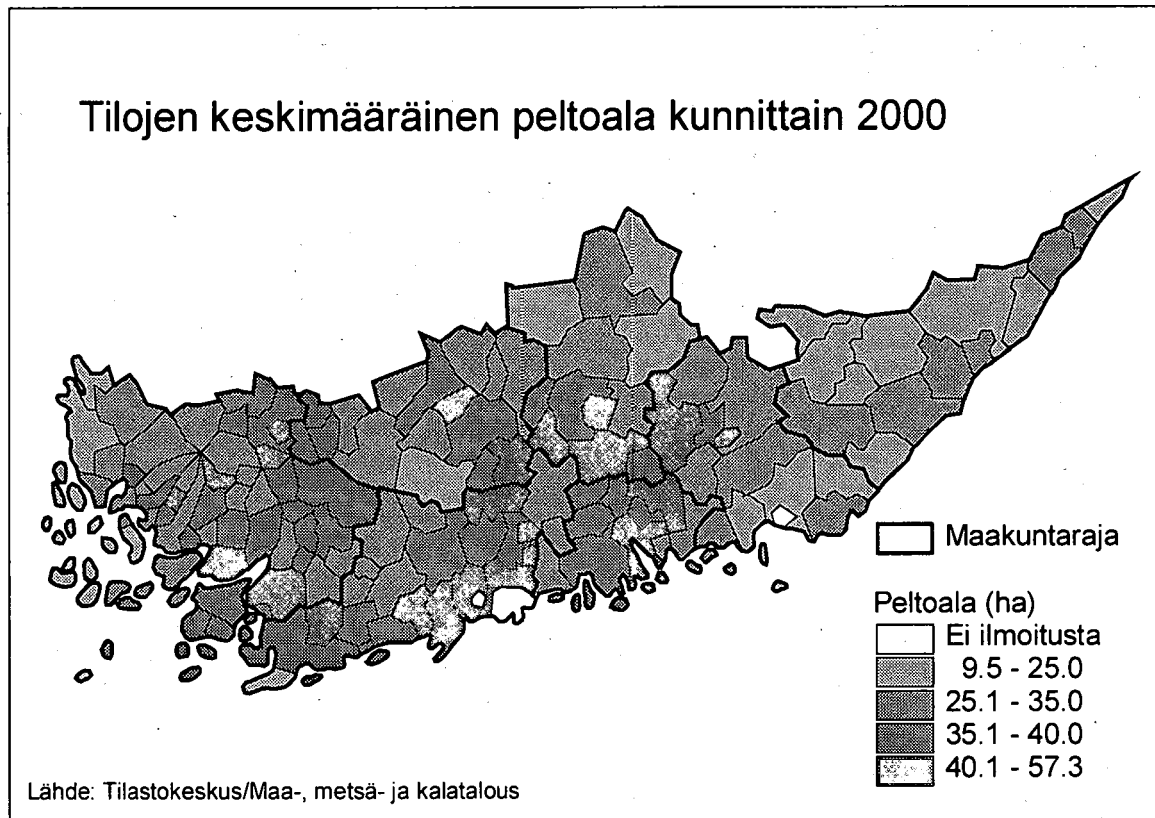 Tilojen keskimääräinen peltoala kunnittain 2000
Maakuntaraja
Peltoala (ha)
Ei ilmoitusta
9.5 - 25.0
25.1 - 35.0
35.1 - 40.0
40.1 - 57.3
Lähde: Tilastokeskus/Maa-, metsä- ja kalatalous